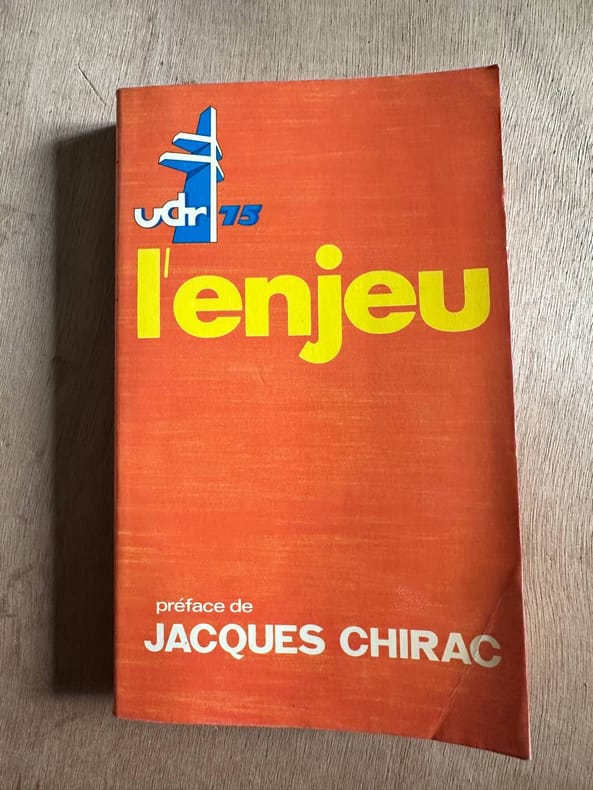 udr 75
l'enjeu
préface de
JACQUES CHIRAC